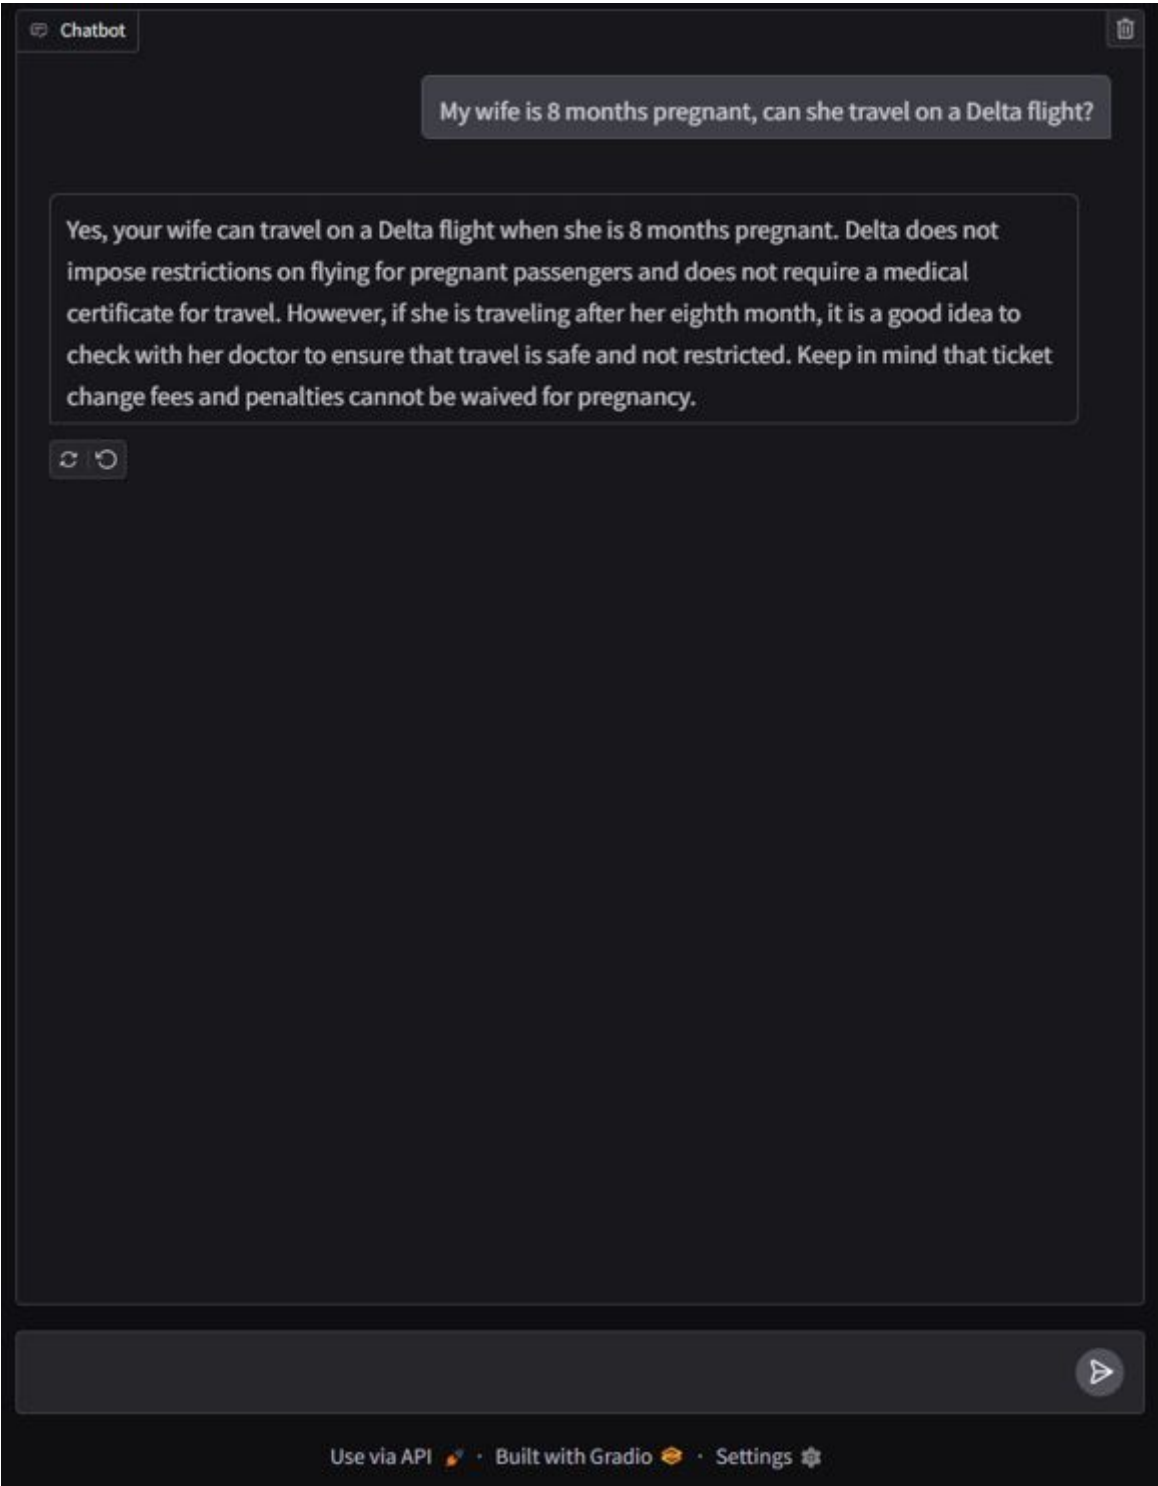 Chatbot
My wife is 8 months pregnant, can she travel on a Delta flight?
Yes, your wife can travel on a Delta flight when she is 8 months pregnant. Delta does not
impose restrictions on flying for pregnant passengers and does not require a medical
certificate for travel. However, if she is traveling after her eighth month, it is a good idea to
check with her doctor to ensure that travel is safe and not restricted. Keep in mind that ticket
change fees and penalties cannot be waived for pregnancy.
Use via API · Built with Gradio · Settings